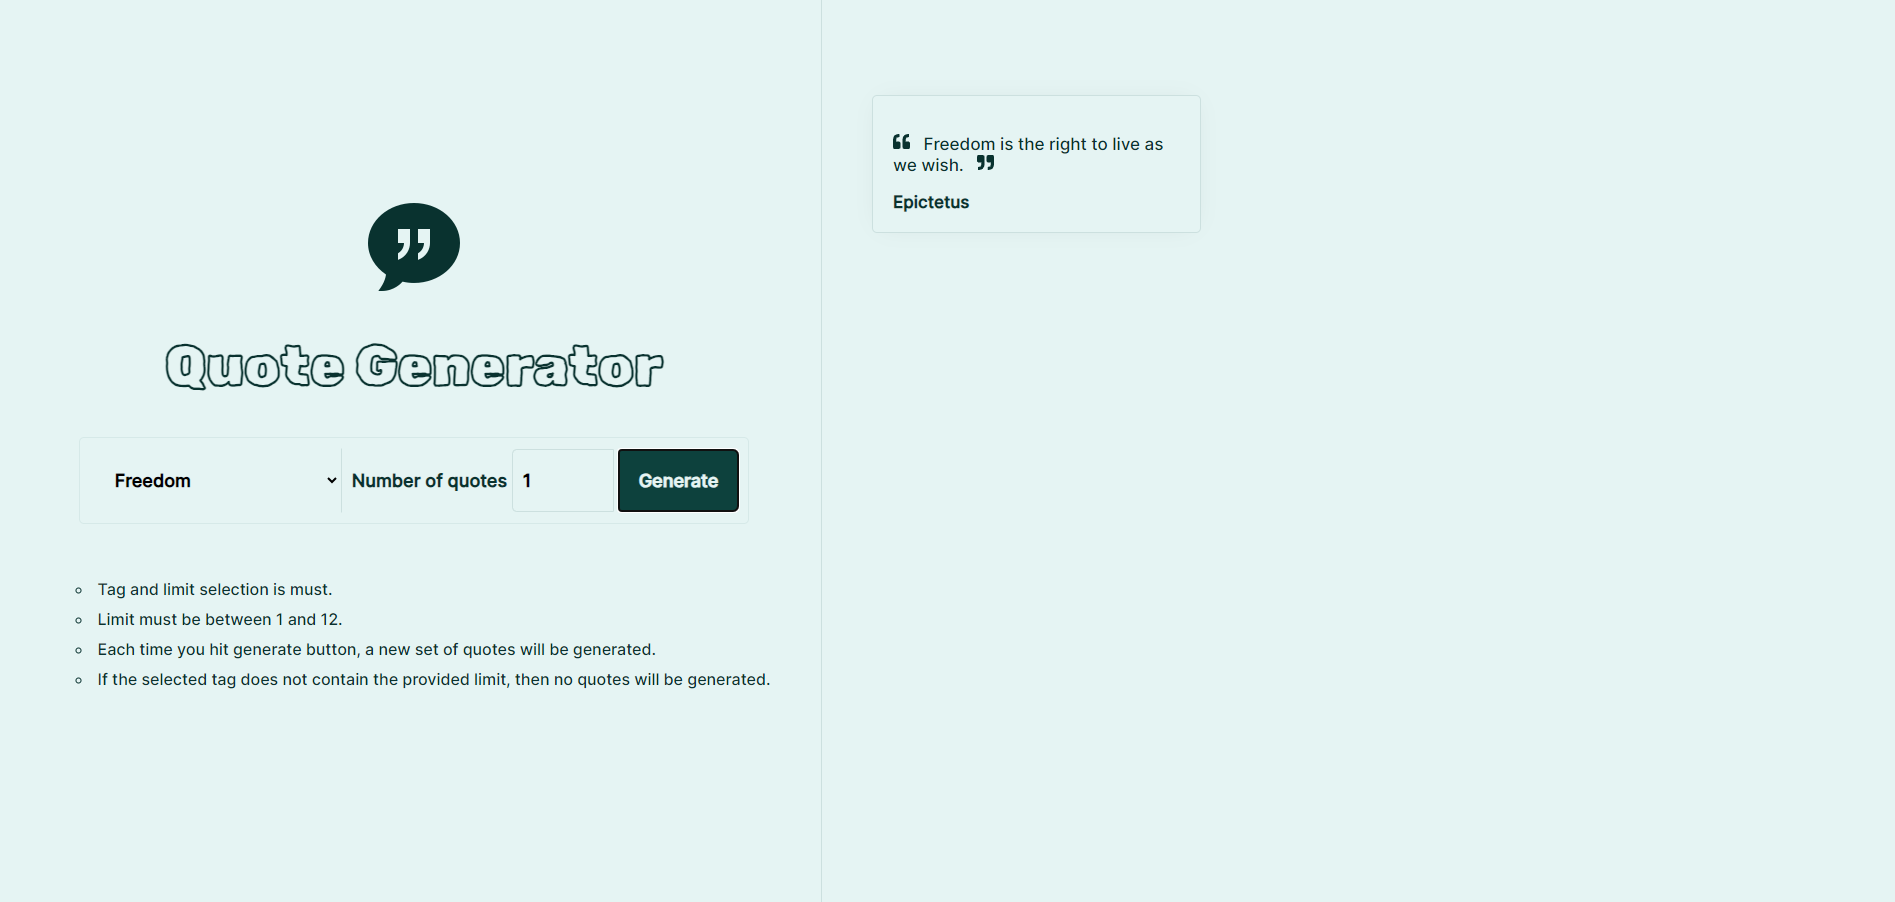 Quote Generator
Freedom
Number of quotes
1
Generate
Tag and limit selection is must.
Limit must be between 1 and 12.
Each time you hit generate button, a new set of quotes will be generated.
If the selected tag does not contain the provided limit, then no quotes will be generated.
❝ Freedom is the right to live as
we wish. ❞
Epictetus